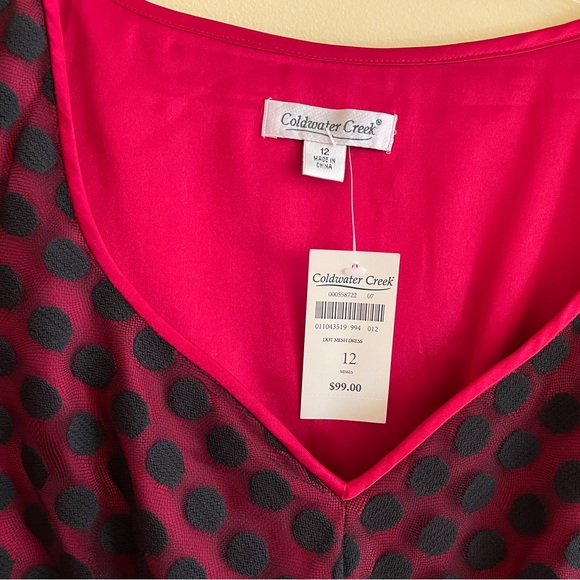 Coldwater Creek®
12
MADE IN
CHINA
Coldwater Creek
000558722 07
011043519 994 012
DOT MESH DRESS
12
MISSES
$99.00